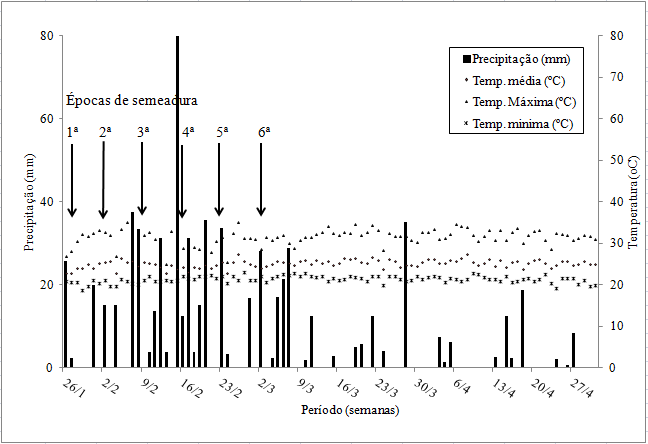 80
60
40
20
0
Precipitação (mm)
Épocas de semeadura
1ª 2ª 3ª 4ª 5ª 6ª
Precipitação (mm)
Temp. média (ºC)
Temp. Máxima (ºC)
Temp. minima (ºC)
80
70
60
50
40
30
20
10
0
Temperatura(oC)
26/1 2/2 9/2 16/2 23/2 2/3 9/3 16/3 23/3 30/3 6/4 13/4 20/4 27/4
Período (semanas)